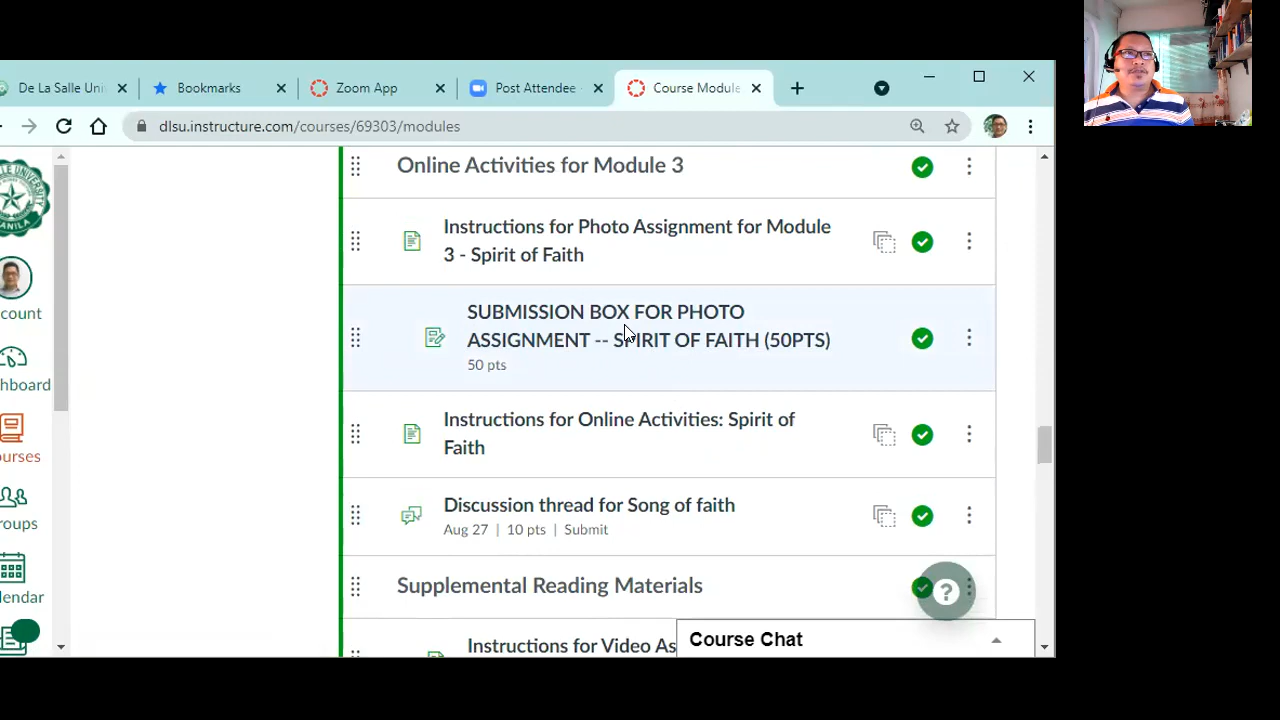 De La Salle Uni
Bookmarks
Zoom App
Post Attendee -
Course Module
dlsu.instructure.com/courses/69303/modules
Online Activities for Module 3
Instructions for Photo Assignment for Module
3 - Spirit of Faith
SUBMISSION BOX FOR PHOTO
ASSIGNMENT -- SPIRIT OF FAITH (50PTS)
50 pts
Instructions for Online Activities: Spirit of
Faith
Discussion thread for Song of faith
Aug 27 | 10 pts | Submit
Supplemental Reading Materials
?
Instructions for Video As
Course Chat
count
hboard
ourses
roups
lendar